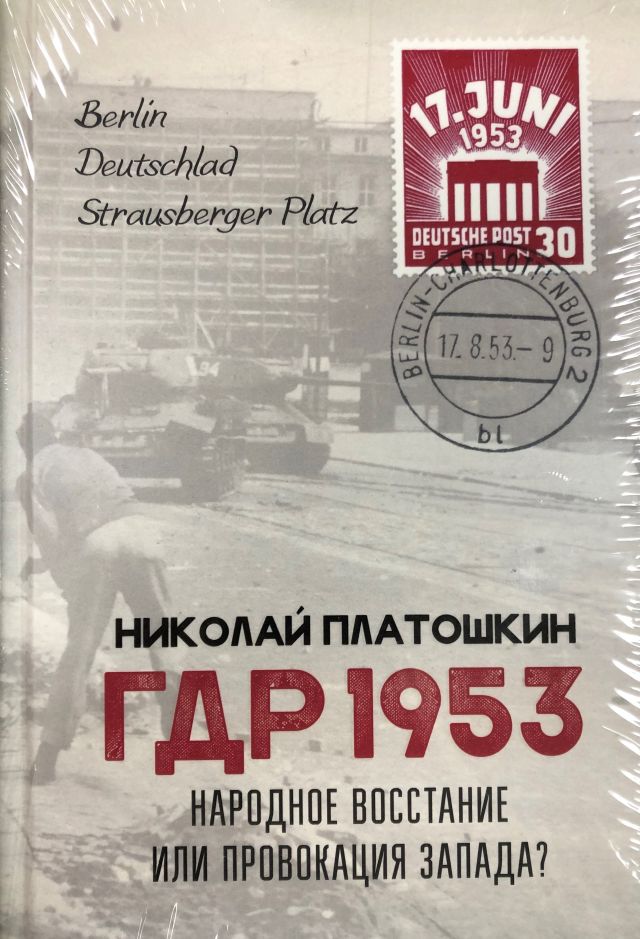 Berlin
Deutschlad
Strausberger Platz
17. JUNI
1953
DEUTSCHE POST
BERLIN 30
BERLIN-CHARLOTTENBURG 2
17. 8.53.- 9
bl
94
НИКОЛАЙ ПЛАТОШКИН
ГДР 1953
НАРОДНОЕ ВОССТАНИЕ
ИЛИ ПРОВОКАЦИЯ ЗАПАДА?